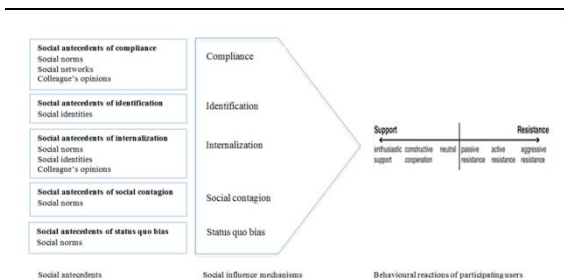 Social antecedents of compliance
Social norms
Social networks
Colleague's opinions
Social antecedents of identification
Social identities
Social antecedents of internalization
Social norms
Social identities
Colleague's opinions
Social antecedents of social contagion
Social norms
Social antecedents of status quo bias
Social norms
Compliance
Identification
Internalization
Social contagion
Status quo bias
Support Resistance
enthusiastic constructive neutral passive active aggressive
support cooperation resistance resistance resistance
Social antecedents Social influence mechanisms Behavioural reactions of participating users